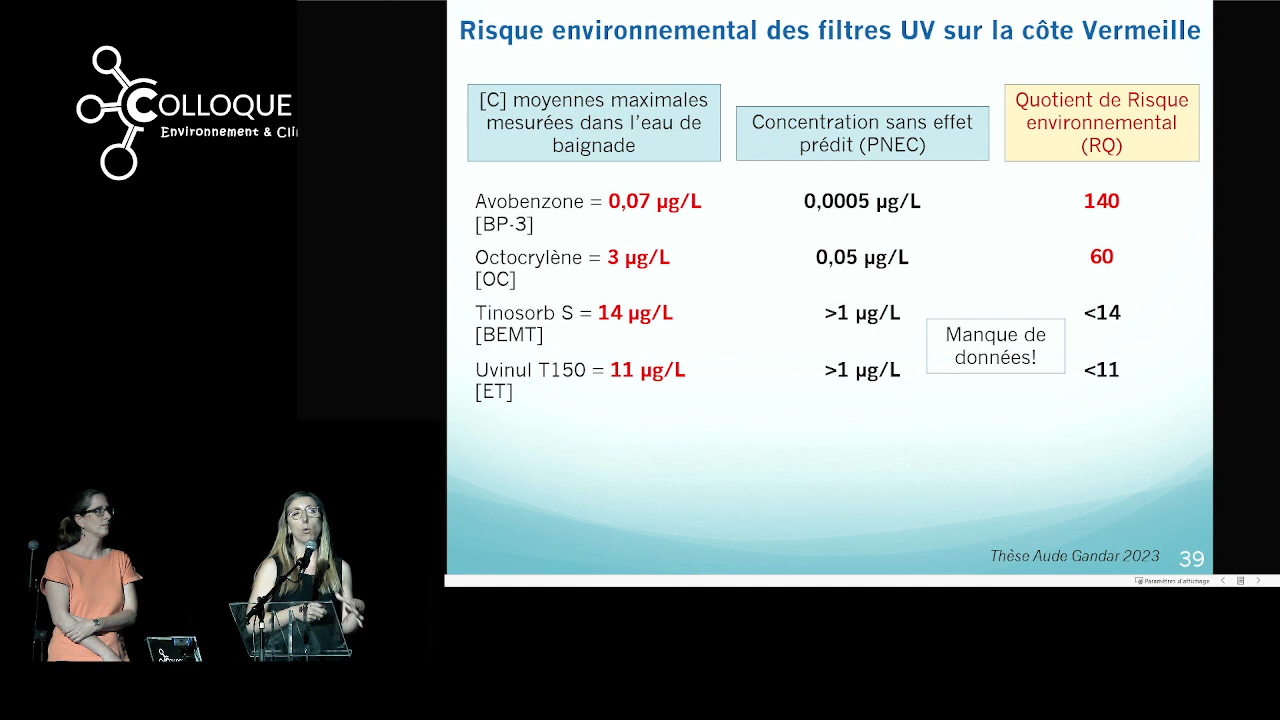 COLLOQUE
Environnement & Cli
Risque environnemental des filtres UV sur la côte Vermeille
[C] moyennes maximales
mesurées dans l'eau de
baignade
Concentration sans effet
prédit (PNEC)
Quotient de Risque
environnemental
(RQ)
Avobenzone = 0,07 µg/L 0,0005 µg/L 140
[BP-3]
Octocrylène = 3 µg/L 0,05 µg/L 60
[OC]
Tinosorb S = 14 µg/L >1 µg/L <14
[BEMT]
Manque de
données!
Uvinul T150 = 11 µg/L >1 µg/L <11
[ET]
Thèse Aude Gandar 2023 39
Paramètres d'affichage